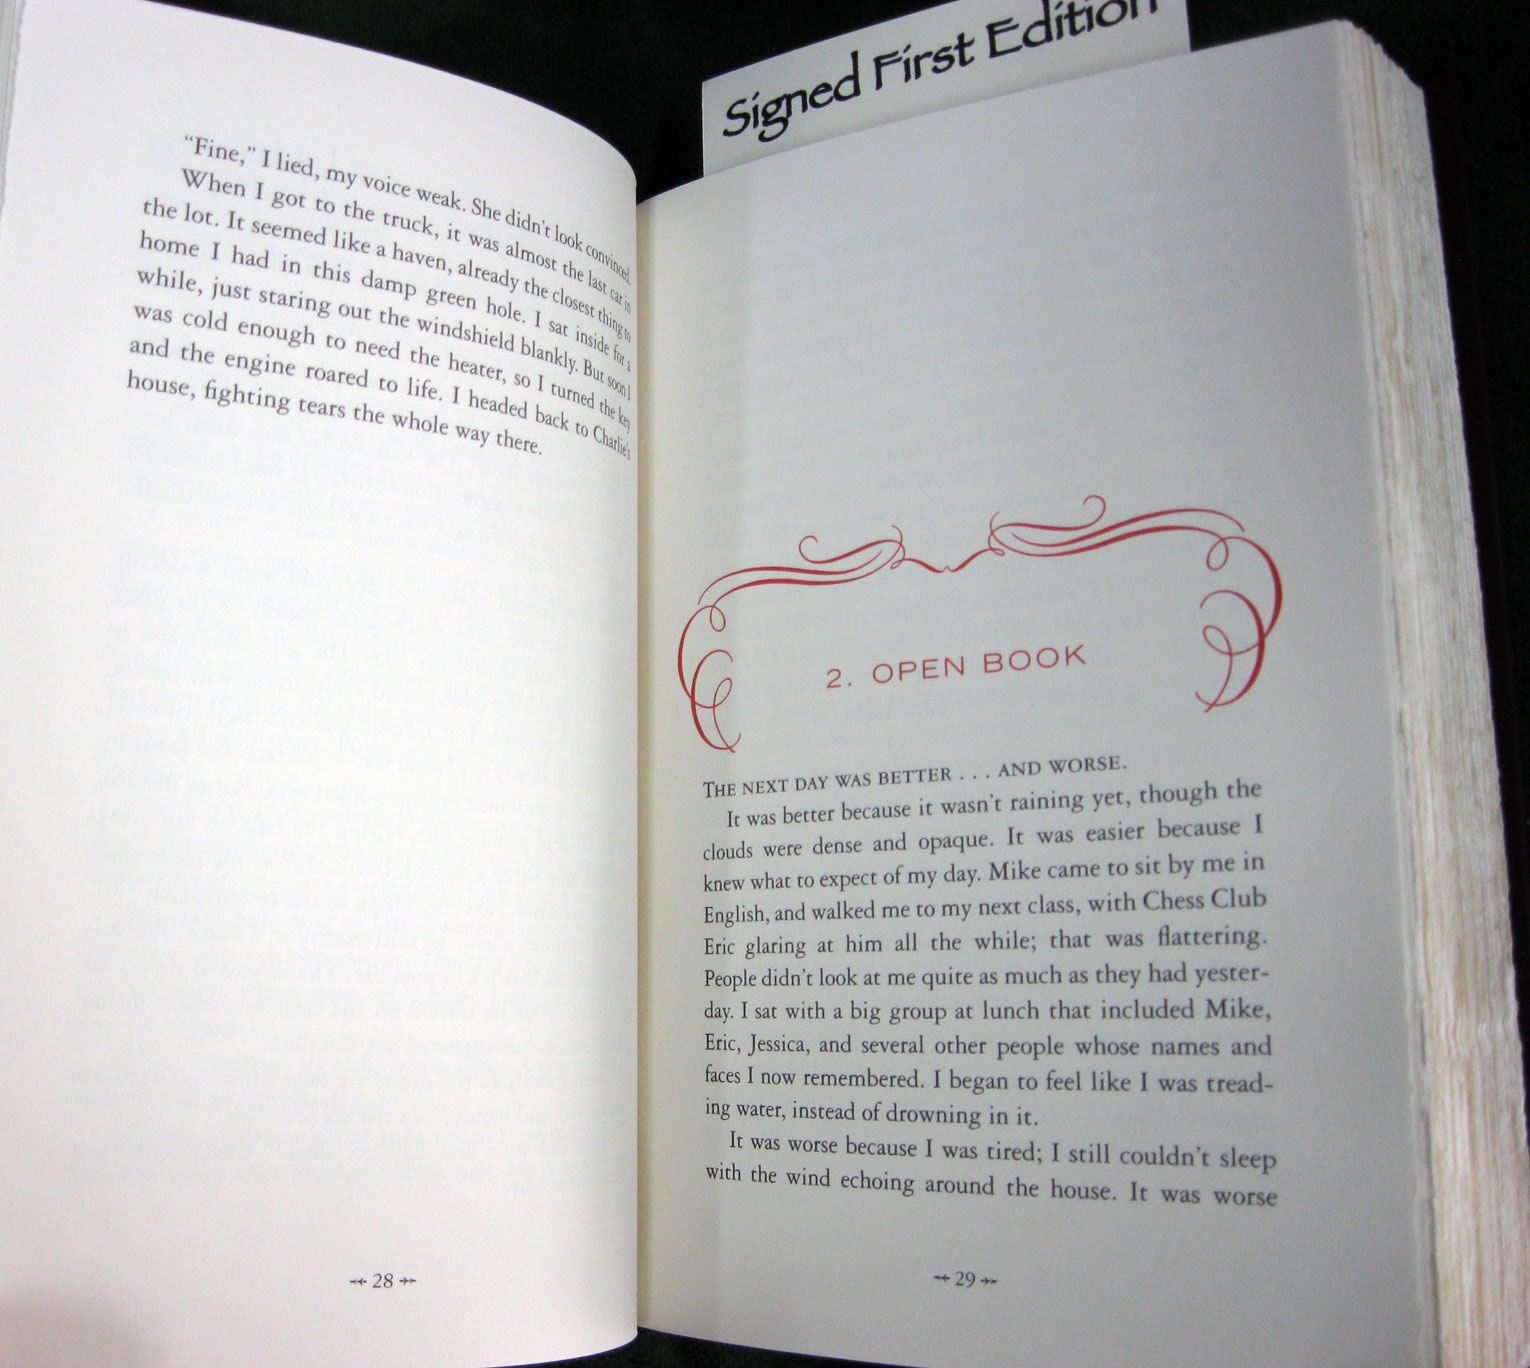 Signed First Edition
“Fine,” I lied, my voice weak. She didn’t look convinced.
When I got to the truck, it was almost the last car in
the lot. It seemed like a haven, already the closest thing to
home I had in this damp green hole. I sat inside for a
while, just staring out the windshield blankly. But soon I
was cold enough to need the heater, so I turned the key
and the engine roared to life. I headed back to Charlie’s
house, fighting tears the whole way there.
28
2. OPEN BOOK
THE NEXT DAY WAS BETTER . . . AND WORSE.
It was better because it wasn’t raining yet, though the
clouds were dense and opaque. It was easier because I
knew what to expect of my day. Mike came to sit by me in
English, and walked me to my next class, with Chess Club
Eric glaring at him all the while; that was flattering.
People didn’t look at me quite as much as they had yester-
day. I sat with a big group at lunch that included Mike,
Eric, Jessica, and several other people whose names and
faces I now remembered. I began to feel like I was tread-
ing water, instead of drowning in it.
It was worse because I was tired; I still couldn’t sleep
with the wind echoing around the house. It was worse
29